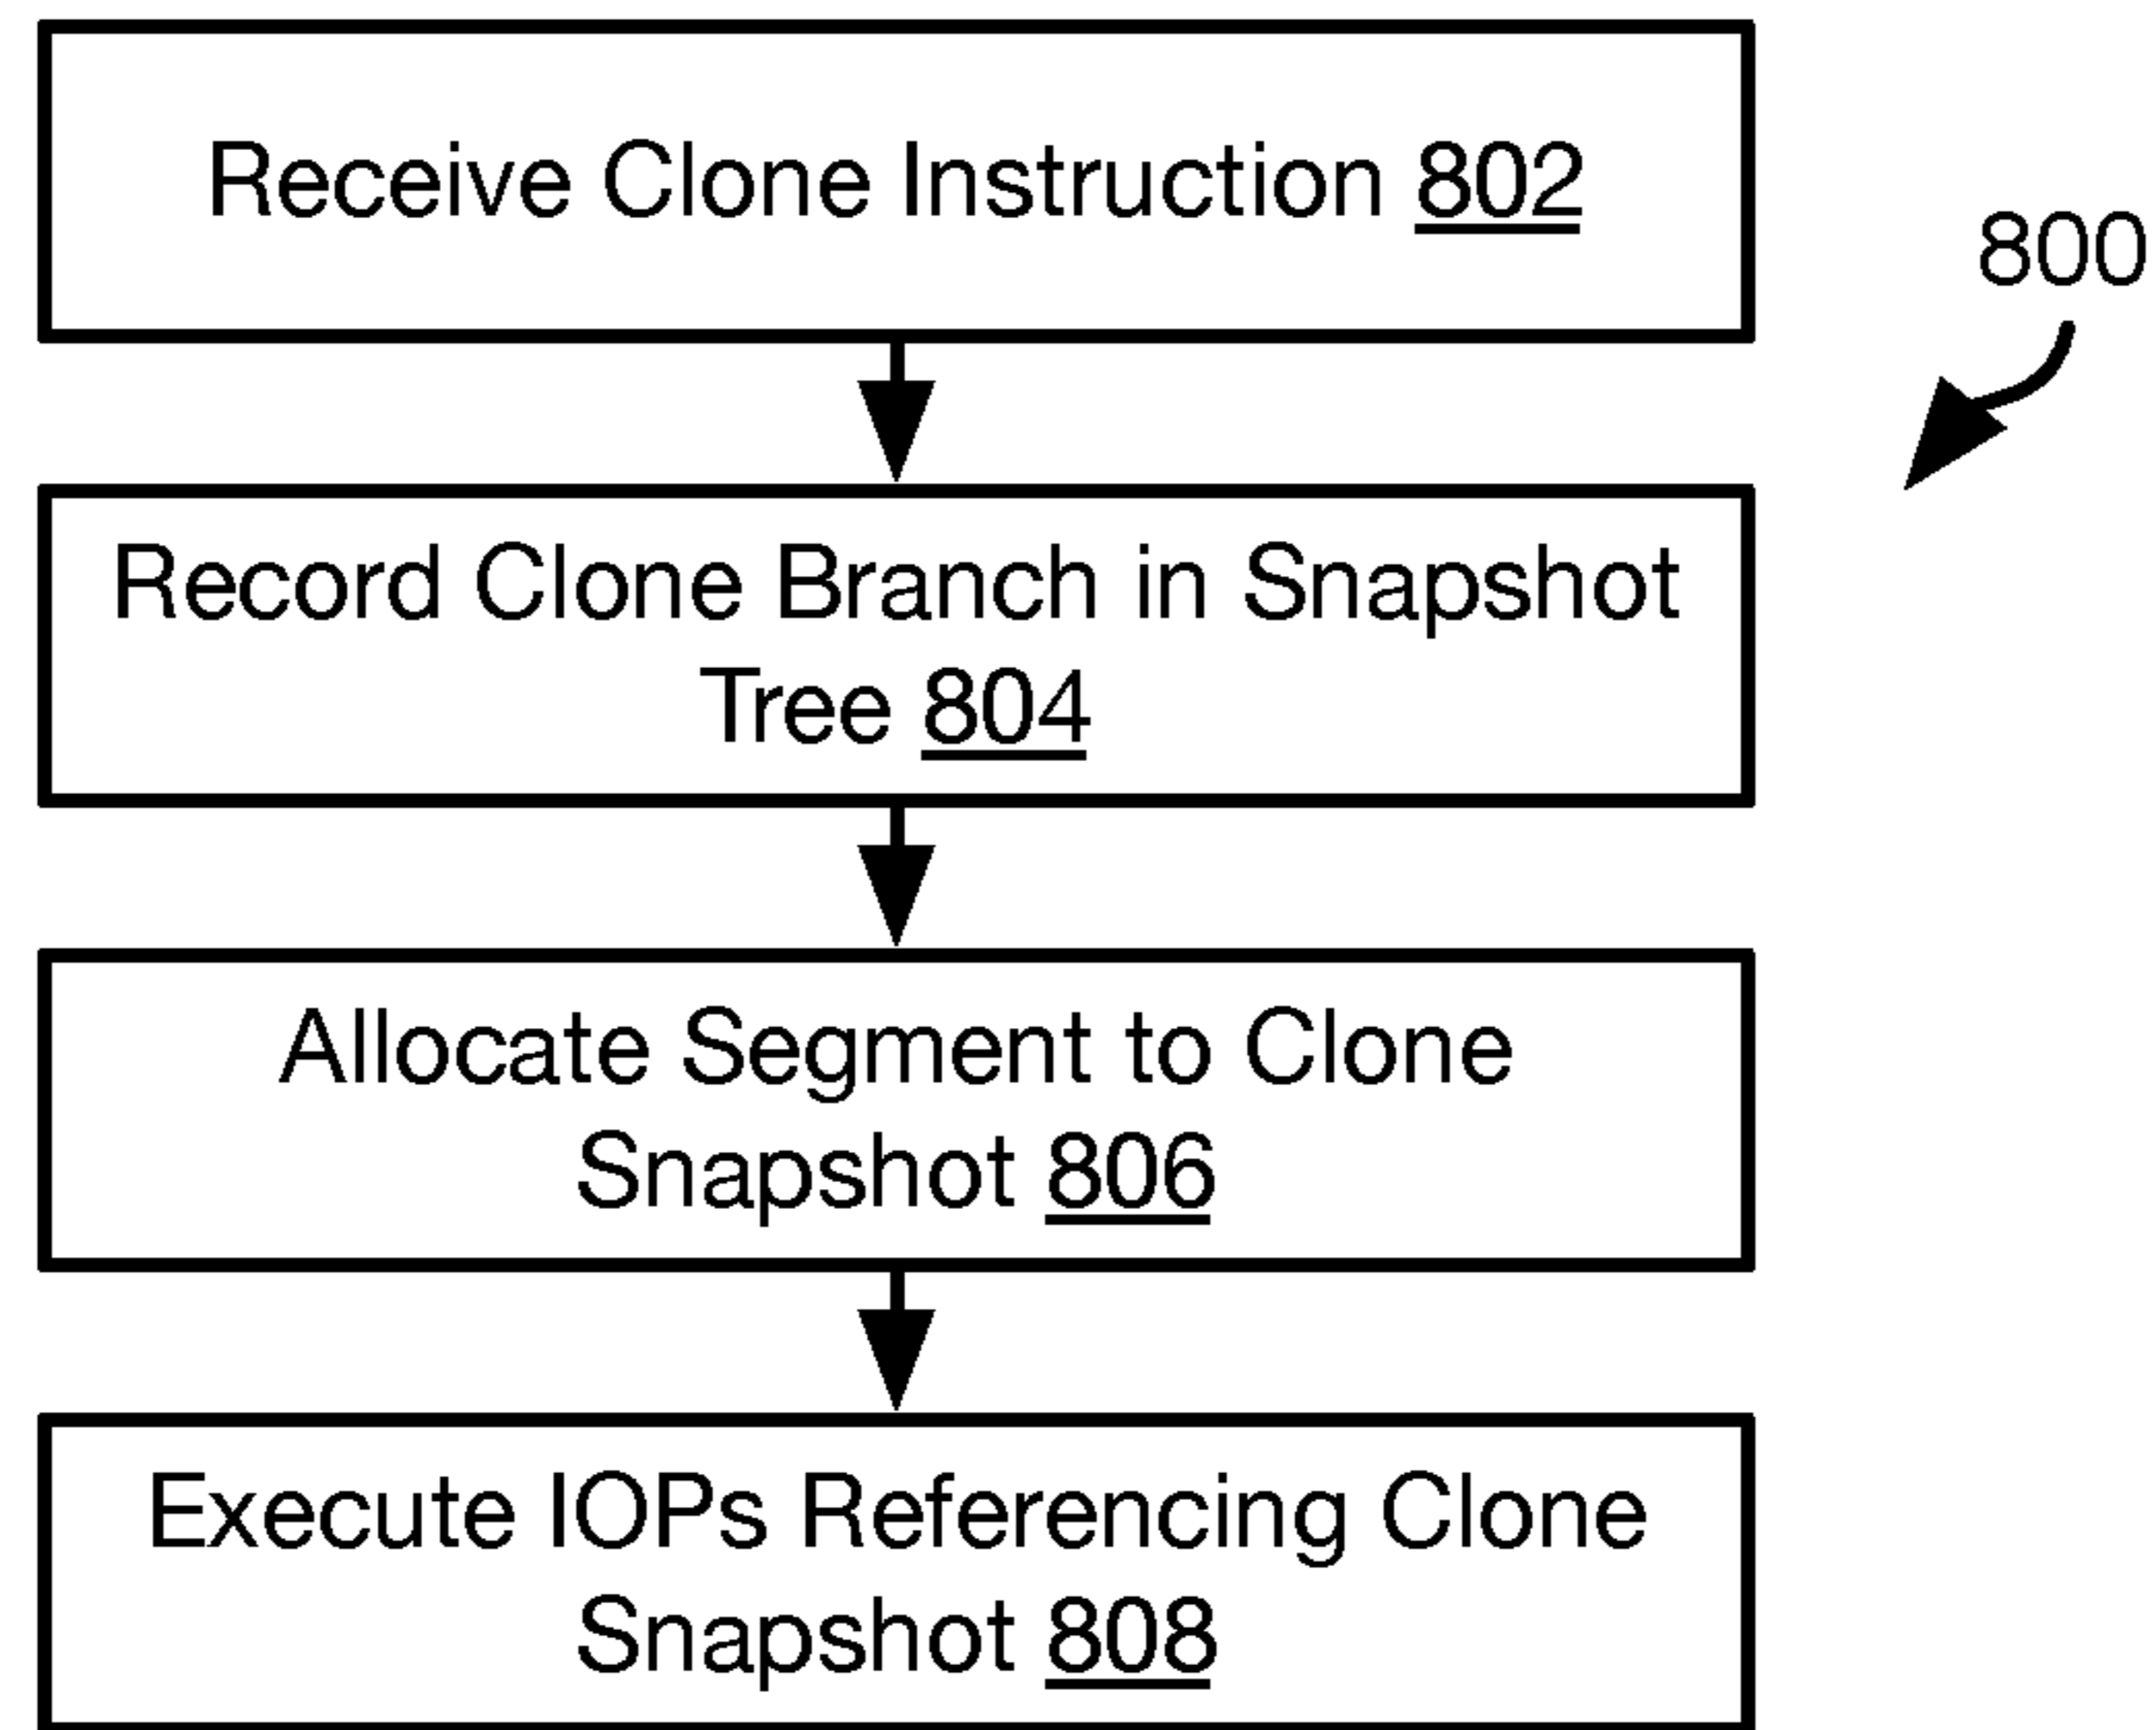 Receive Clone Instruction 802
800
Record Clone Branch in Snapshot
Tree 804
Allocate Segment to Clone
Snapshot 806
Execute IOPs Referencing Clone
Snapshot 808